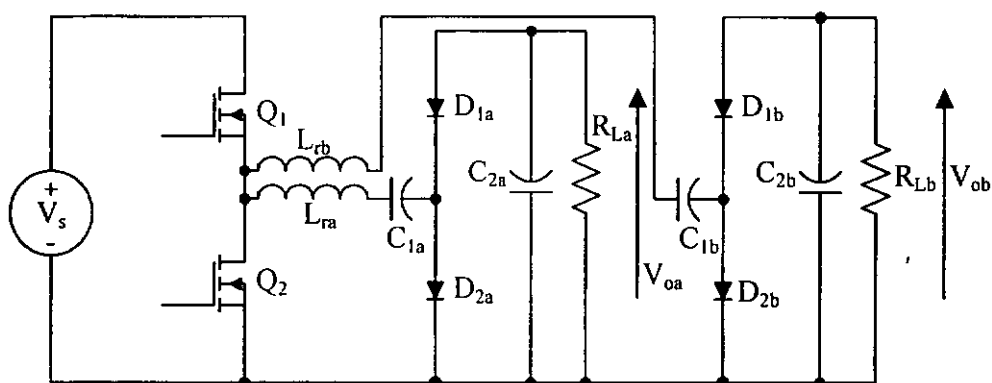 Q1
Lrb
Lra
C1a
D1a
D2a
C2a
RLa
Voa
C1b
D1b
D2b
C2b
RLb
Vob
+
Vs
-
Q2